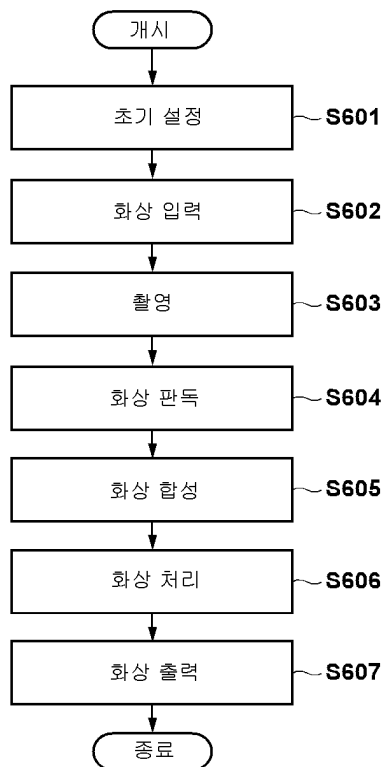 개시
초기 설정 S601
화상 입력 S602
촬영 S603
화상 판독 S604
화상 합성 S605
화상 처리 S606
화상 출력 S607
종료